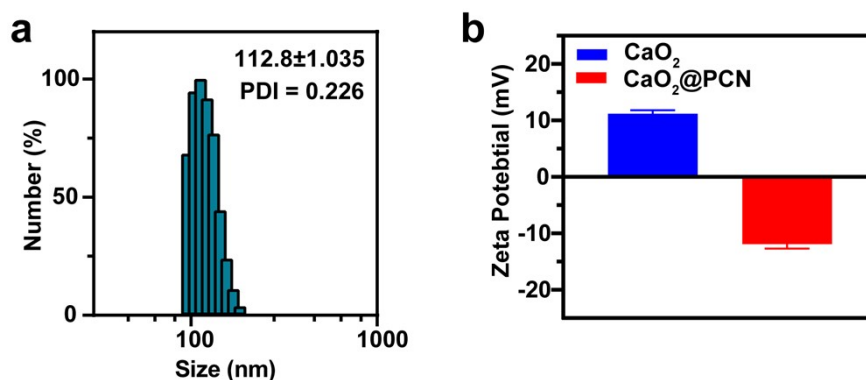 a
112.8±1.035
PDI = 0.226
Number (%)
100
50
0
100
1000
Size (nm)
b
CaO2
CaO2@PCN
Zeta Potebtial (mV)
20
10
0
-10
-20